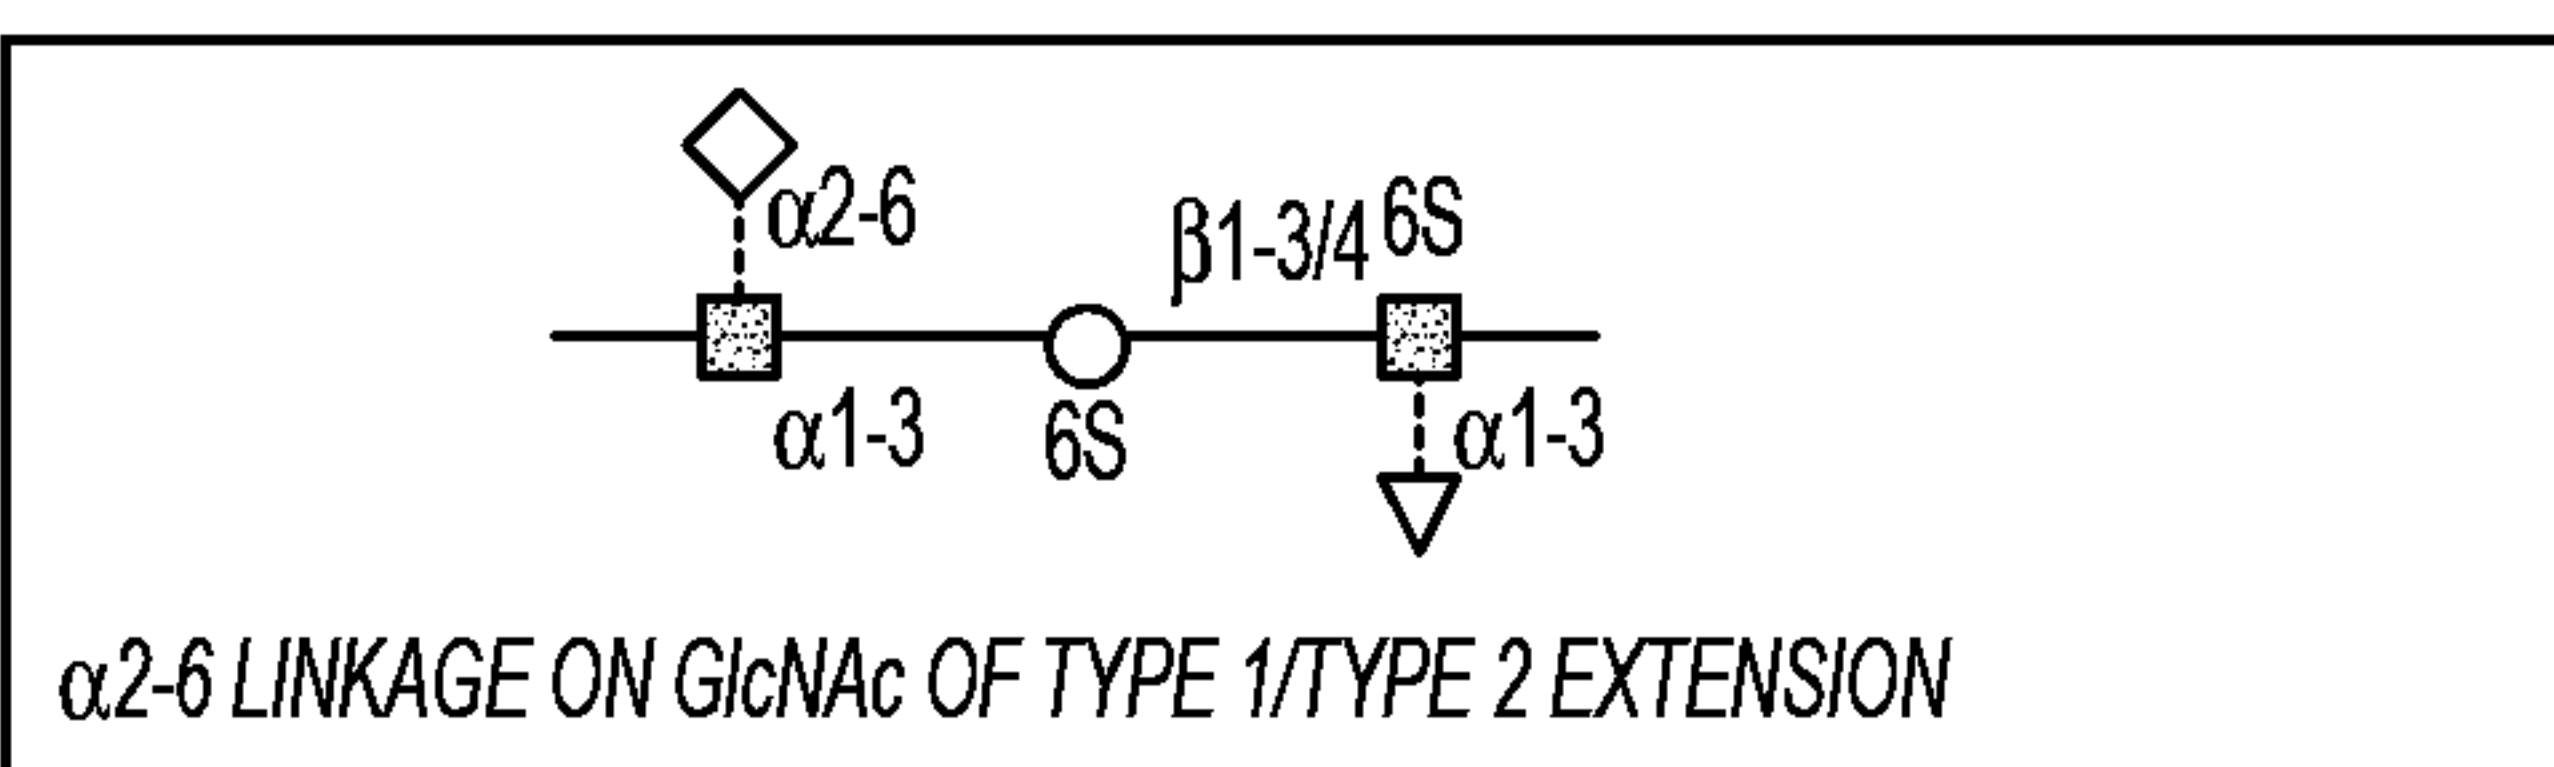 α2-6
β1-3/4 6S
α1-3 6S α1-3
α2-6 LINKAGE ON GlcNAc OF TYPE 1/TYPE 2 EXTENSION